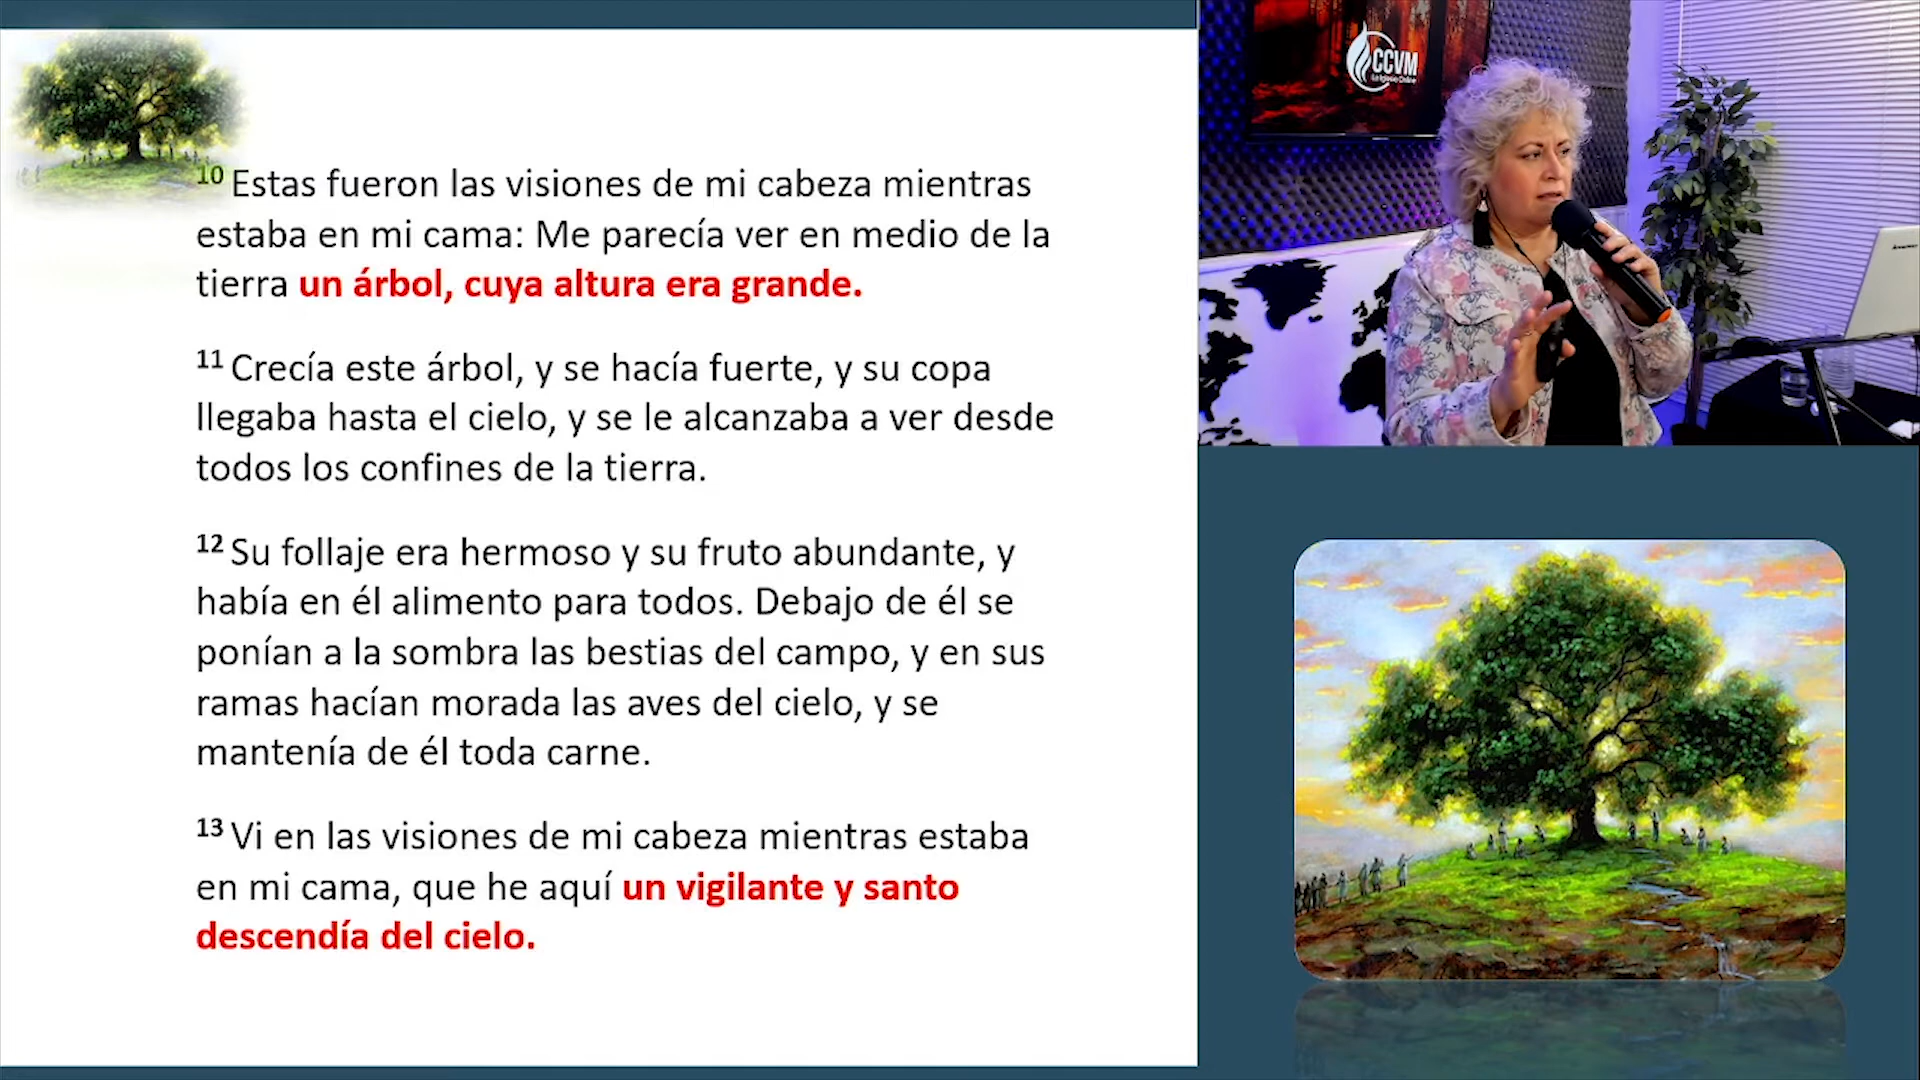 10 Estas fueron las visiones de mi cabeza mientras
estaba en mi cama: Me parecía ver en medio de la
tierra un árbol, cuya altura era grande.
11 Crecía este árbol, y se hacía fuerte, y su copa
llegaba hasta el cielo, y se le alcanzaba a ver desde
todos los confines de la tierra.
12 Su follaje era hermoso y su fruto abundante, y
había en él alimento para todos. Debajo de él se
ponían a la sombra las bestias del campo, y en sus
ramas hacían morada las aves del cielo, y se
mantenía de él toda carne.
13 Vi en las visiones de mi cabeza mientras estaba
en mi cama, que he aquí un vigilante y santo
descendía del cielo.
CCVM
La Iglesia Online